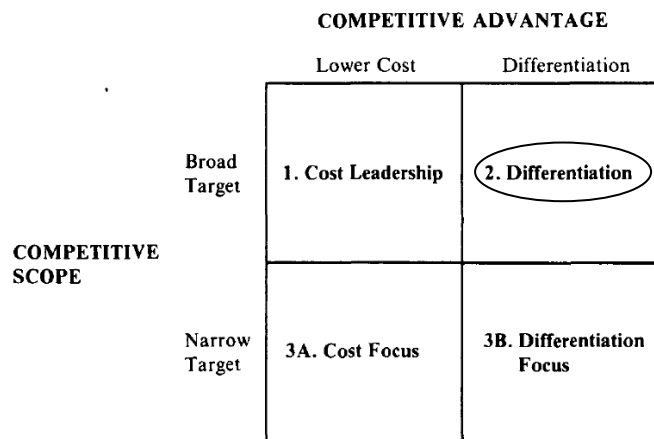 COMPETITIVE ADVANTAGE
Lower Cost Differentiation
Broad
Target
1. Cost Leadership
2. Differentiation
COMPETITIVE
SCOPE
Narrow
Target
3A. Cost Focus
3B. Differentiation
Focus